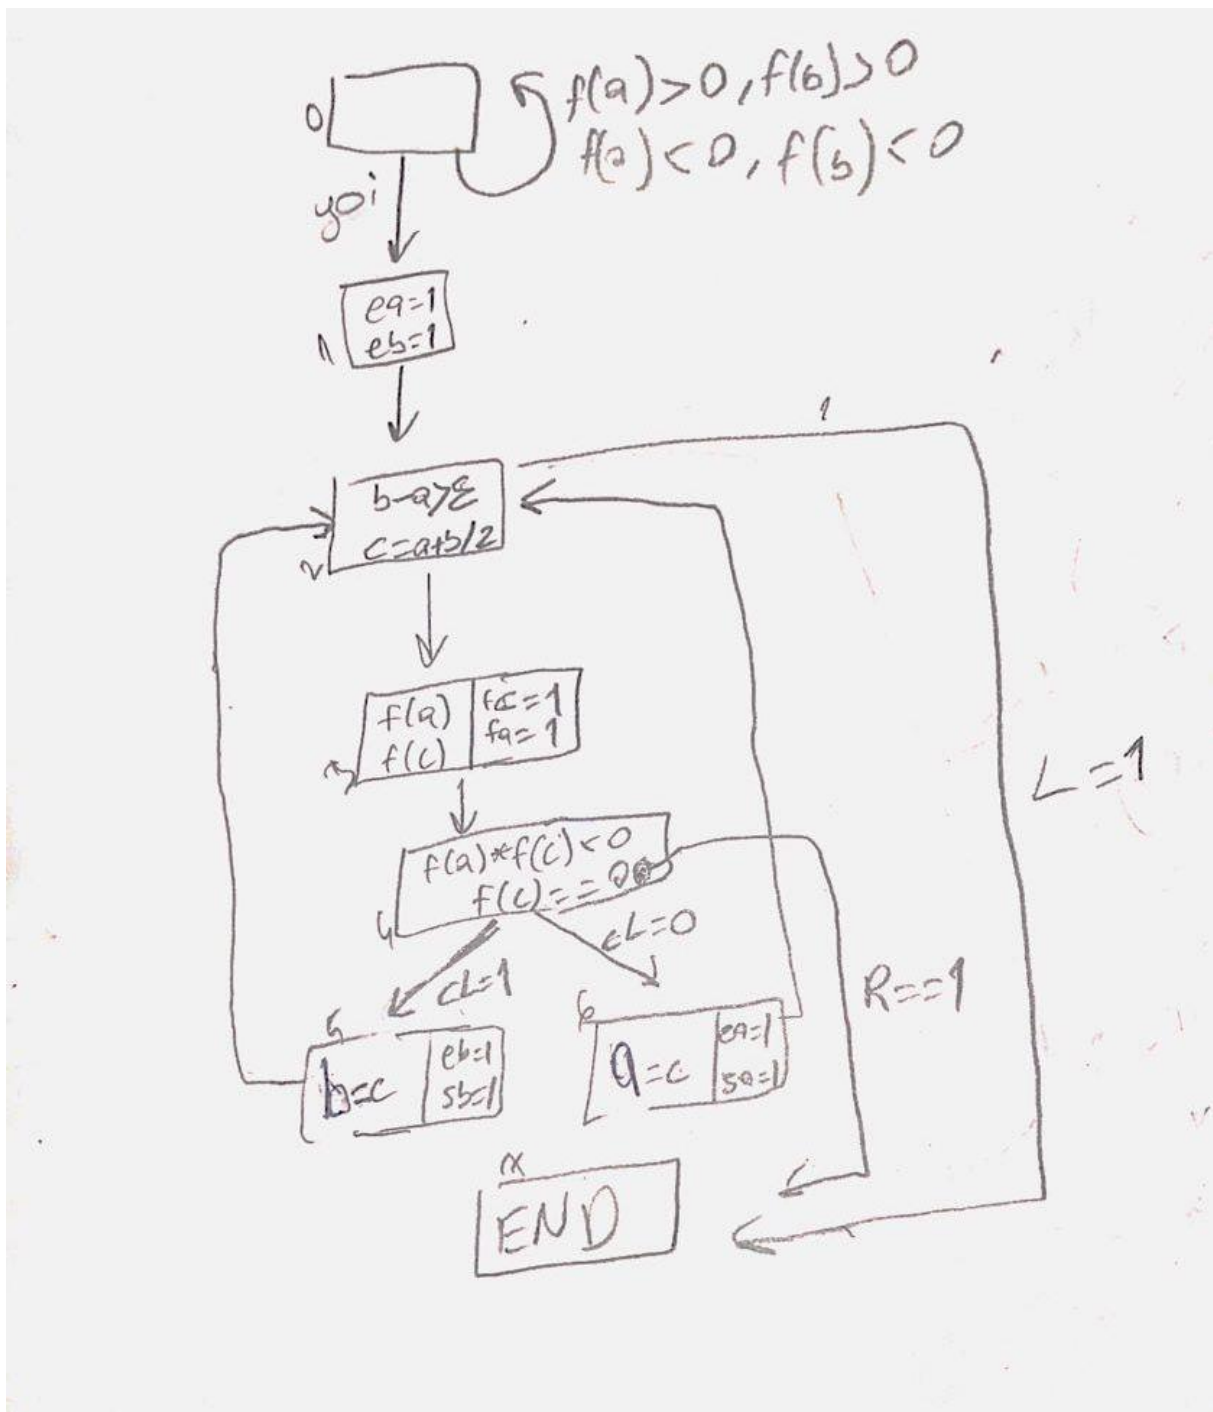 f(a)>0, f(b)>0
f(a)<0, f(b)<0
0
yoi
ea=1
eb=1
1
1
b-a>ε
c=a+b/2
2
f(a)
f(c)
fc=1
fa=1
3
L=1
f(a)*f(c)<0
f(c)==0
4
cL=1
cL=0
R==1
5
b=c
eb=1
sb=1
6
a=c
ea=1
sa=1
END